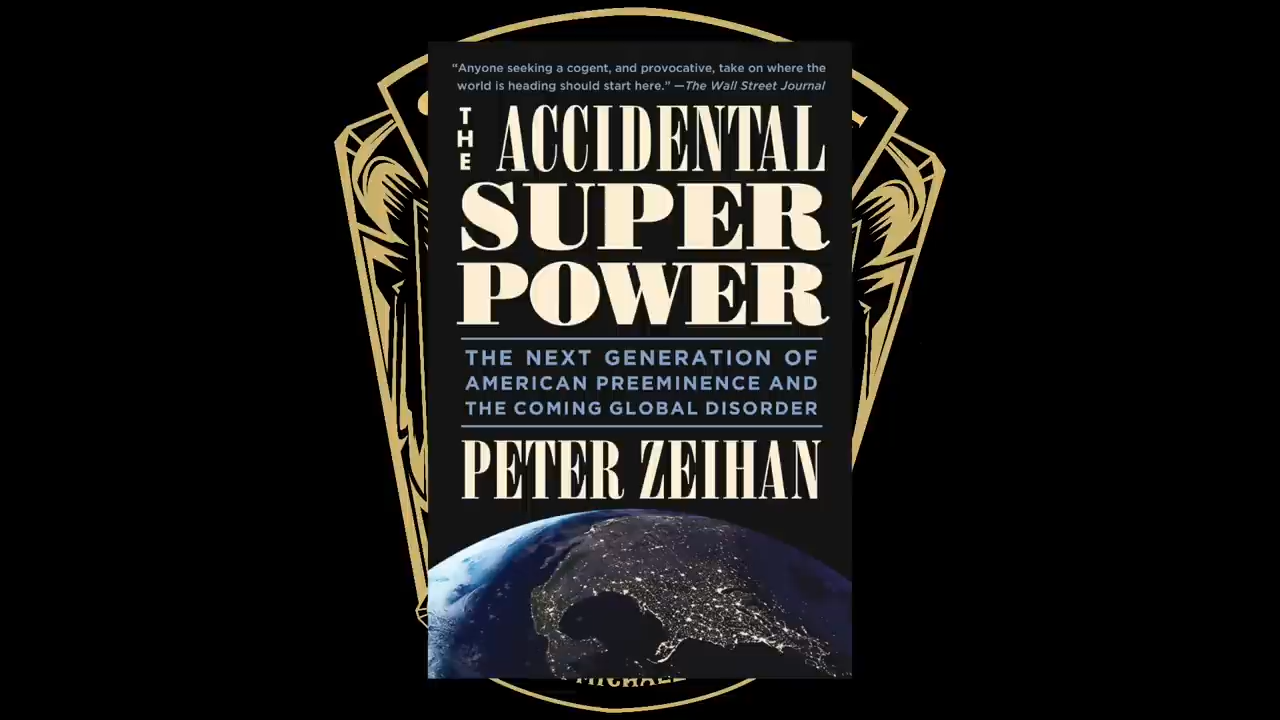 “Anyone seeking a cogent, and provocative, take on where the
world is heading should start here.” —The Wall Street Journal
THE ACCIDENTAL
SUPER
POWER
THE NEXT GENERATION OF
AMERICAN PREEMINENCE AND
THE COMING GLOBAL DISORDER
PETER ZEIHAN